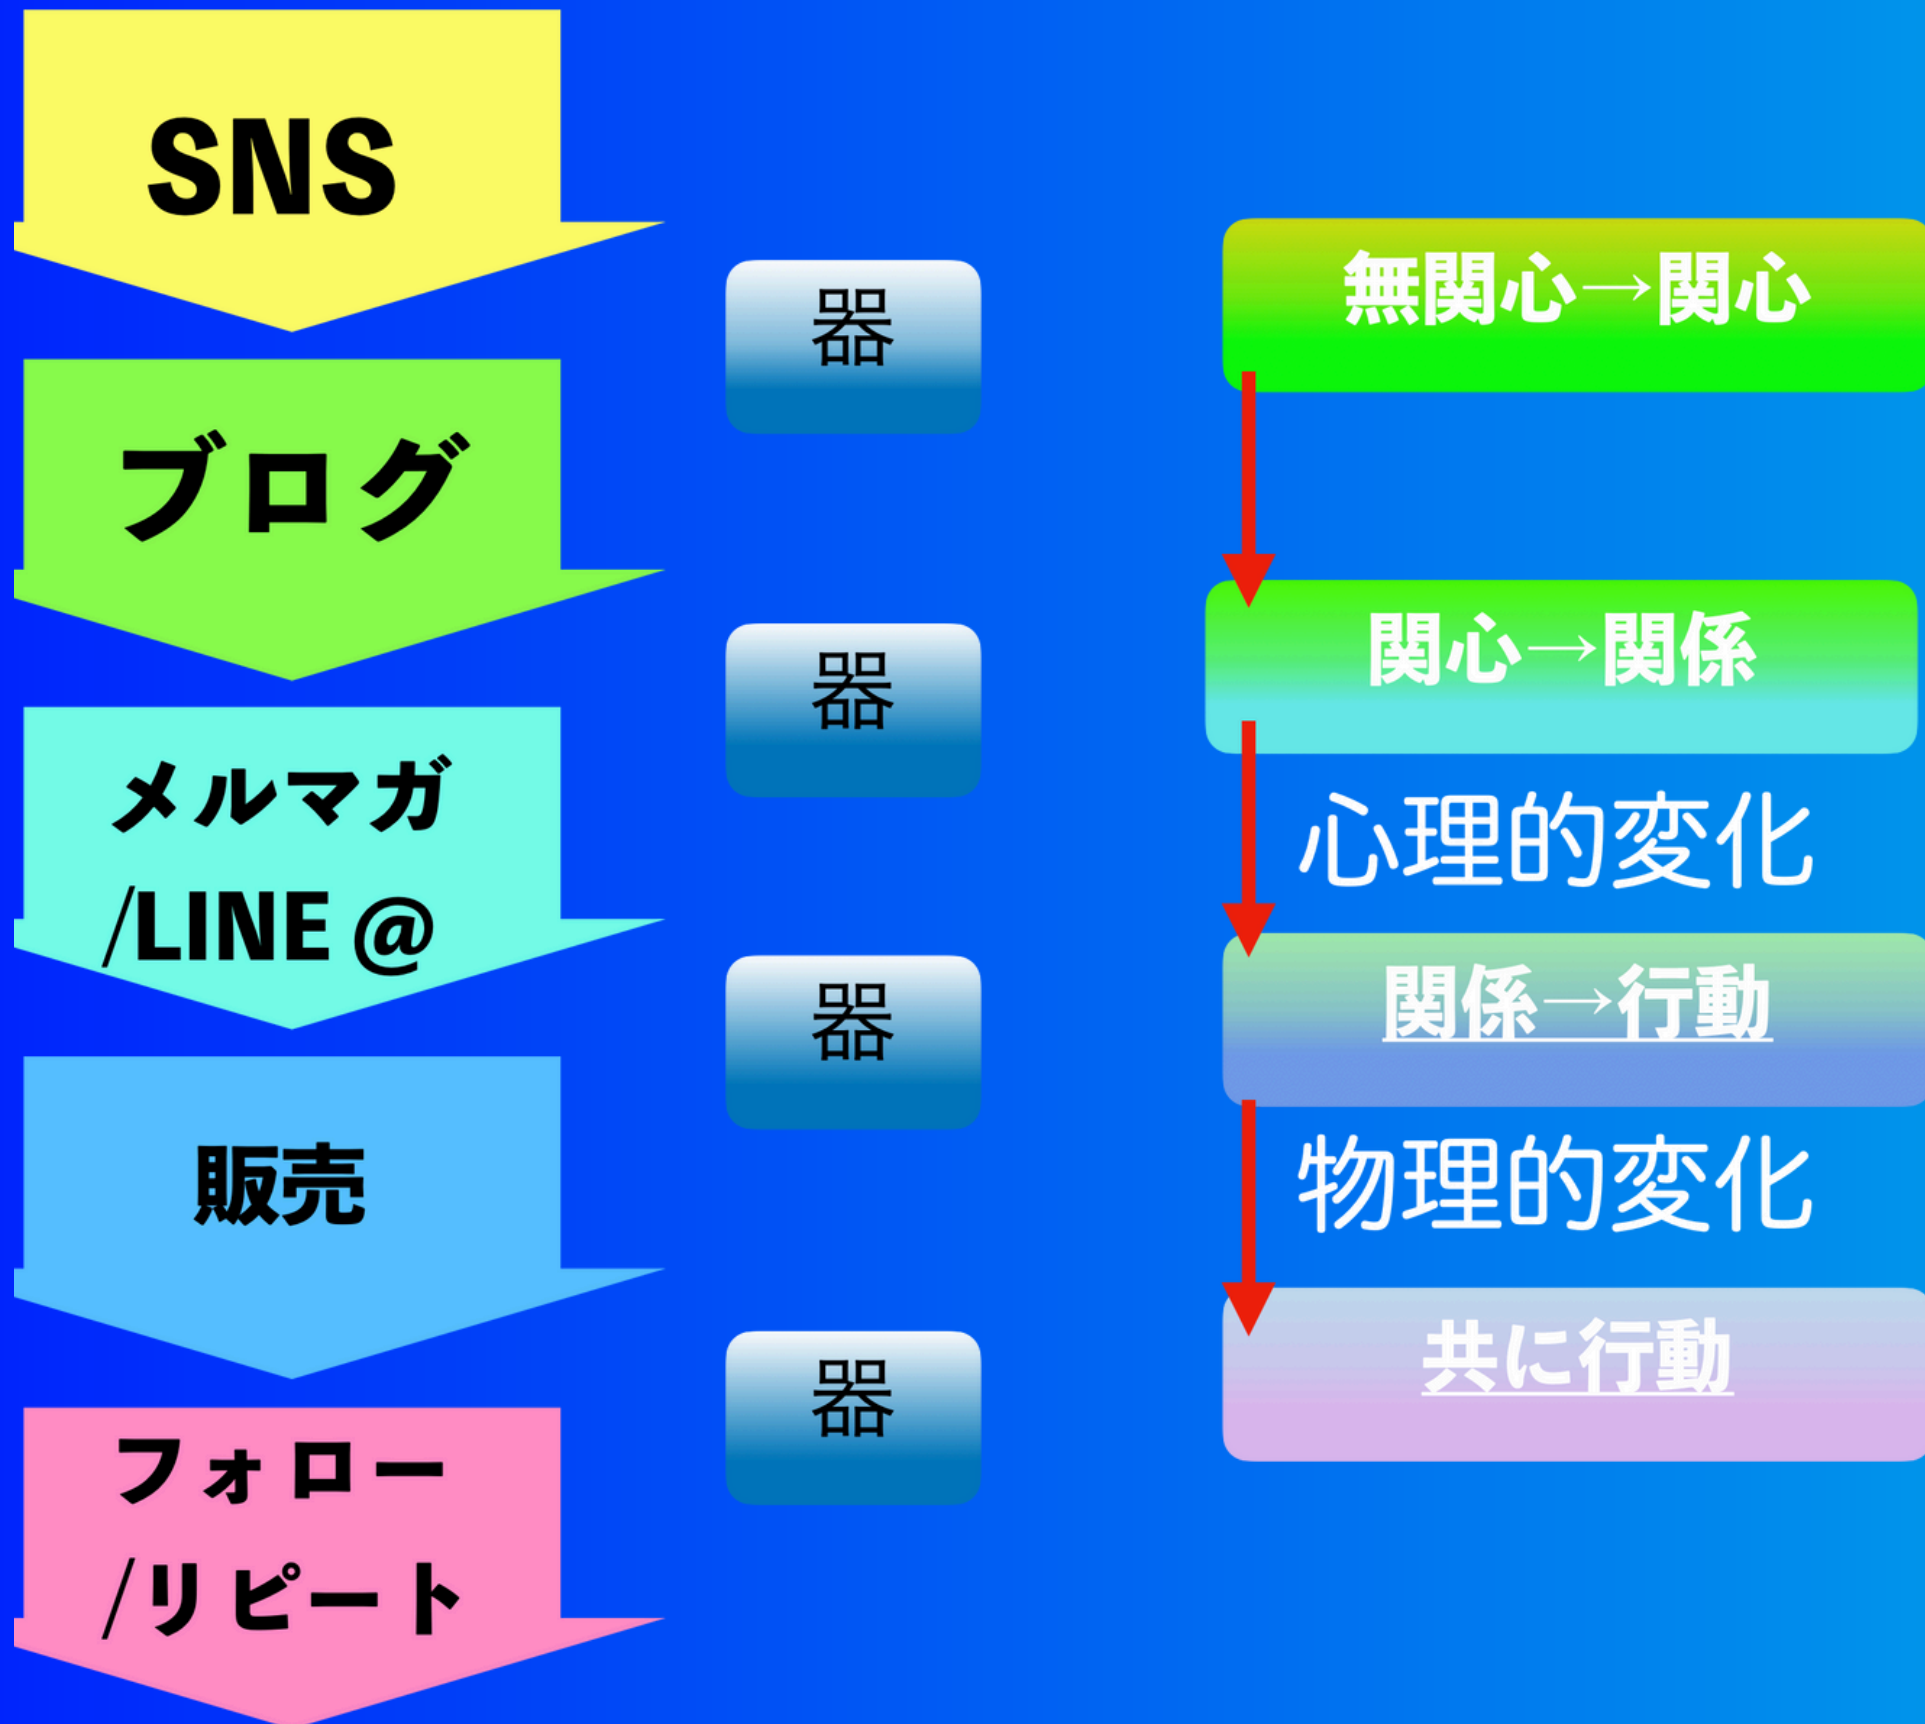 SNS
ブログ
メルマガ
/LINE@
販売
フォロー
/リピート
器
器
器
器
無関心→関心
関心→関係
心理的変化
関係→行動
物理的変化
共に行動